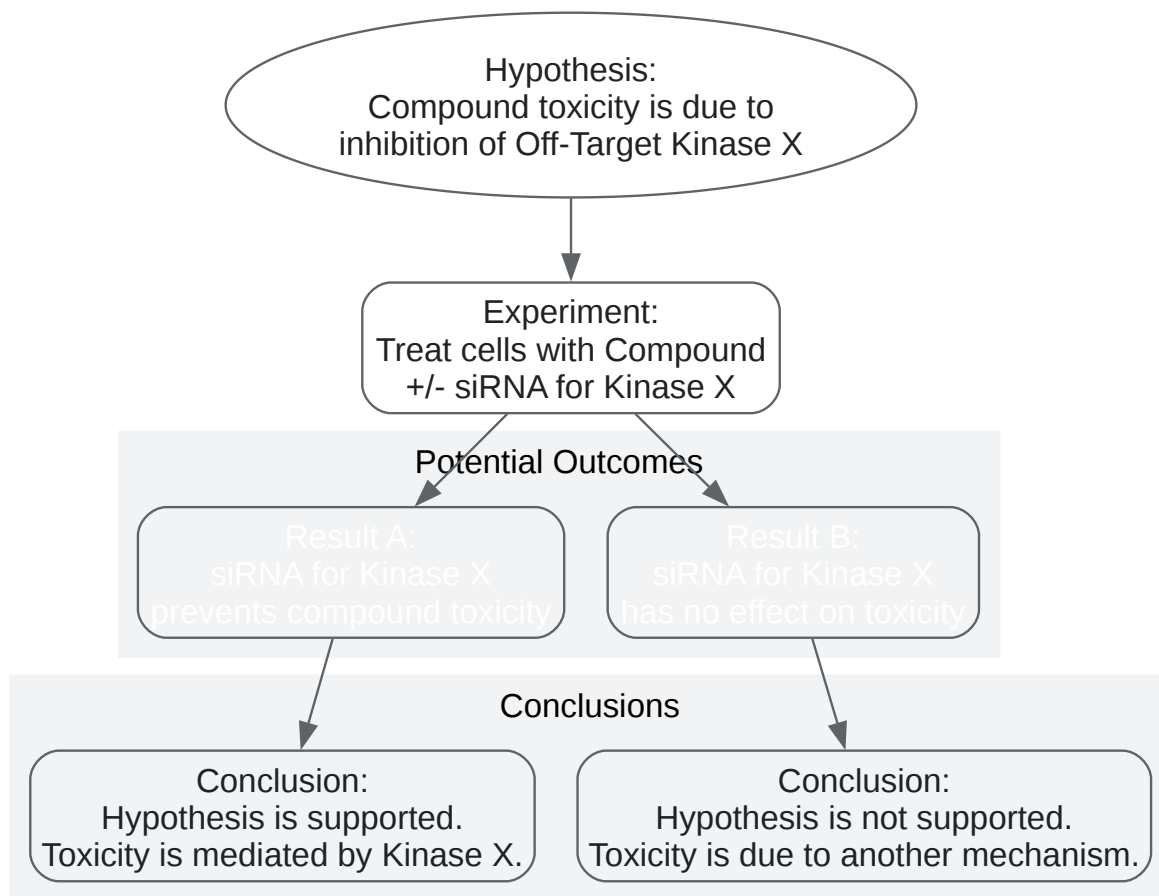 Hypothesis:
Compound toxicity is due to
inhibition of Off-Target Kinase X
Experiment:
Treat cells with Compound
+/- siRNA for Kinase X
Potential Outcomes
Result A:
siRNA for Kinase X
prevents compound toxicity
Result B:
siRNA for Kinase X
has no effect on toxicity
Conclusions
Conclusion:
Hypothesis is supported.
Toxicity is mediated by Kinase X.
Conclusion:
Hypothesis is not supported.
Toxicity is due to another mechanism.